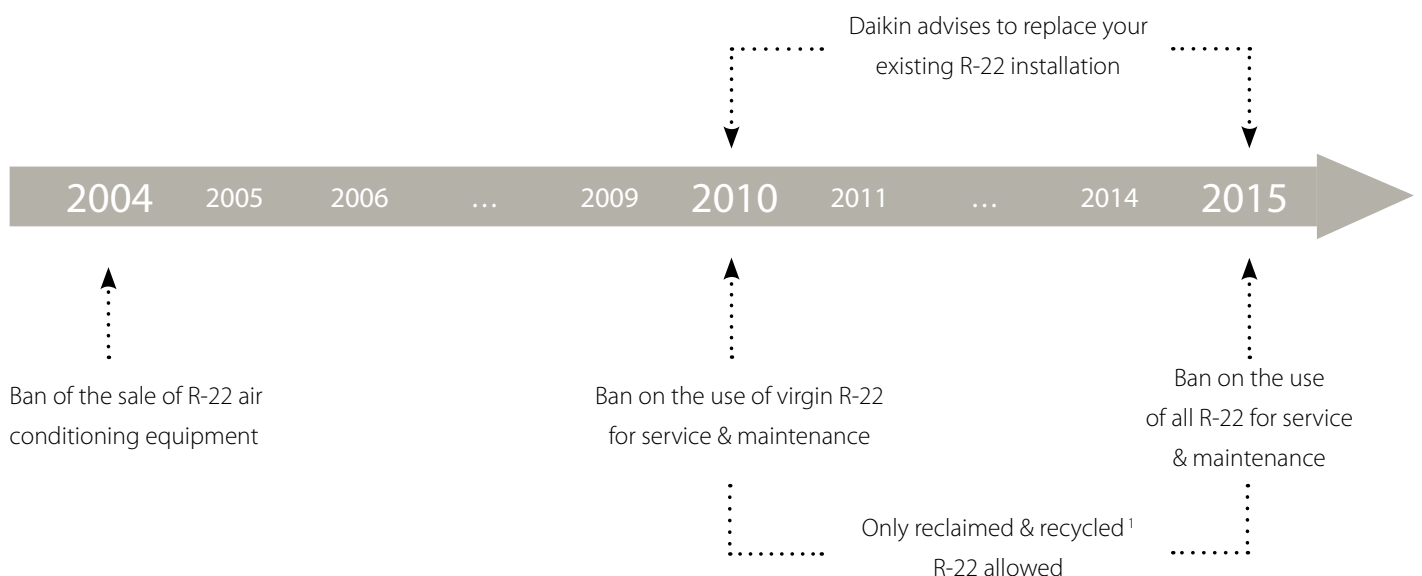 Daikin advises to replace your
existing R-22 installation
2004 2005 2006 ... 2009 2010 2011 ... 2014 2015
Ban of the sale of R-22 air
conditioning equipment
Ban on the use of virgin R-22
for service & maintenance
Ban on the use
of all R-22 for service
& maintenance
Only reclaimed & recycled ¹
R-22 allowed